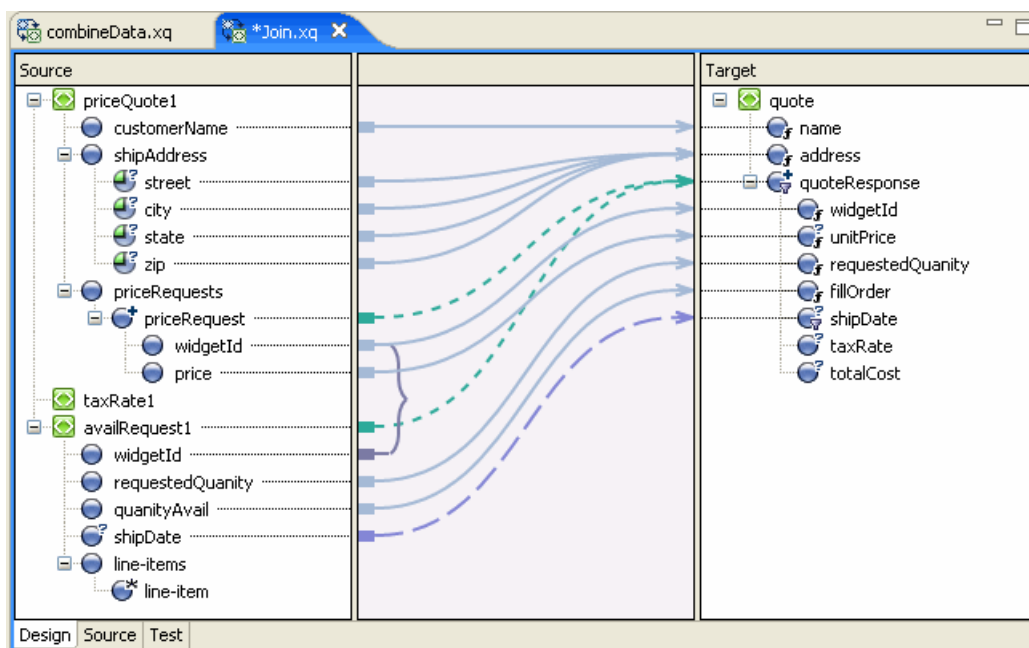 combineData.xq
*Join.xq
Source
Target
priceQuote1
customerName
shipAddress
street
city
state
zip
priceRequests
priceRequest
widgetId
price
taxRate1
availRequest1
widgetId
requestedQuanity
quanityAvail
shipDate
line-items
line-item
quote
name
address
quoteResponse
widgetId
unitPrice
requestedQuanity
fillOrder
shipDate
taxRate
totalCost
Design
Source
Test